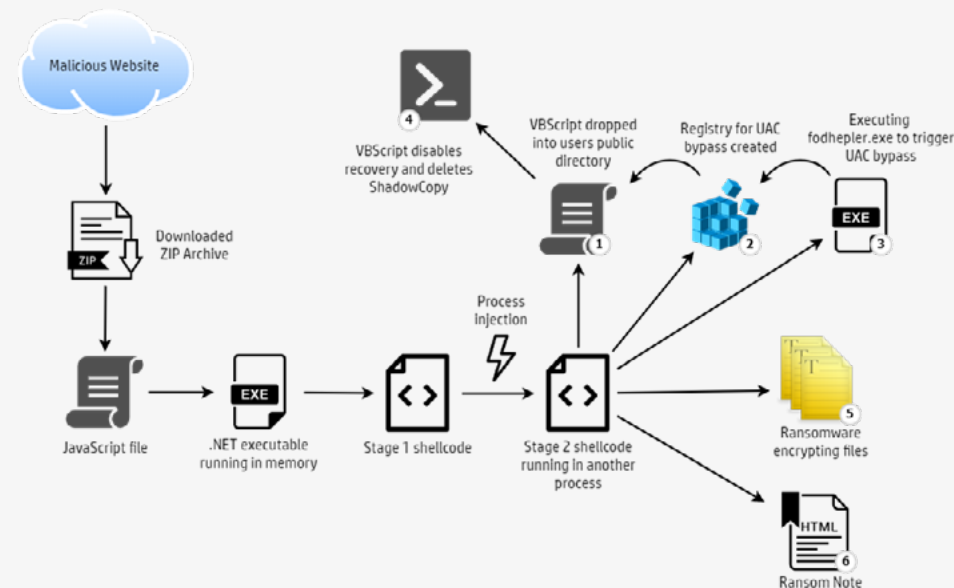 Malicious Website
Downloaded
ZIP Archive
ZIP
JavaScript file
EXE
.NET executable
running in memory
Stage 1 shellcode
Process
Injection
Stage 2 shellcode
running in another
process
4
VBScript disables
recovery and deletes
ShadowCopy
VBScript dropped
into users public
directory
1
Registry for UAC
bypass created
2
Executing
fodhepler.exe to trigger
UAC bypass
EXE
3
T
T
T
5
Ransomware
encrypting files
HTML
6
Ransom Note